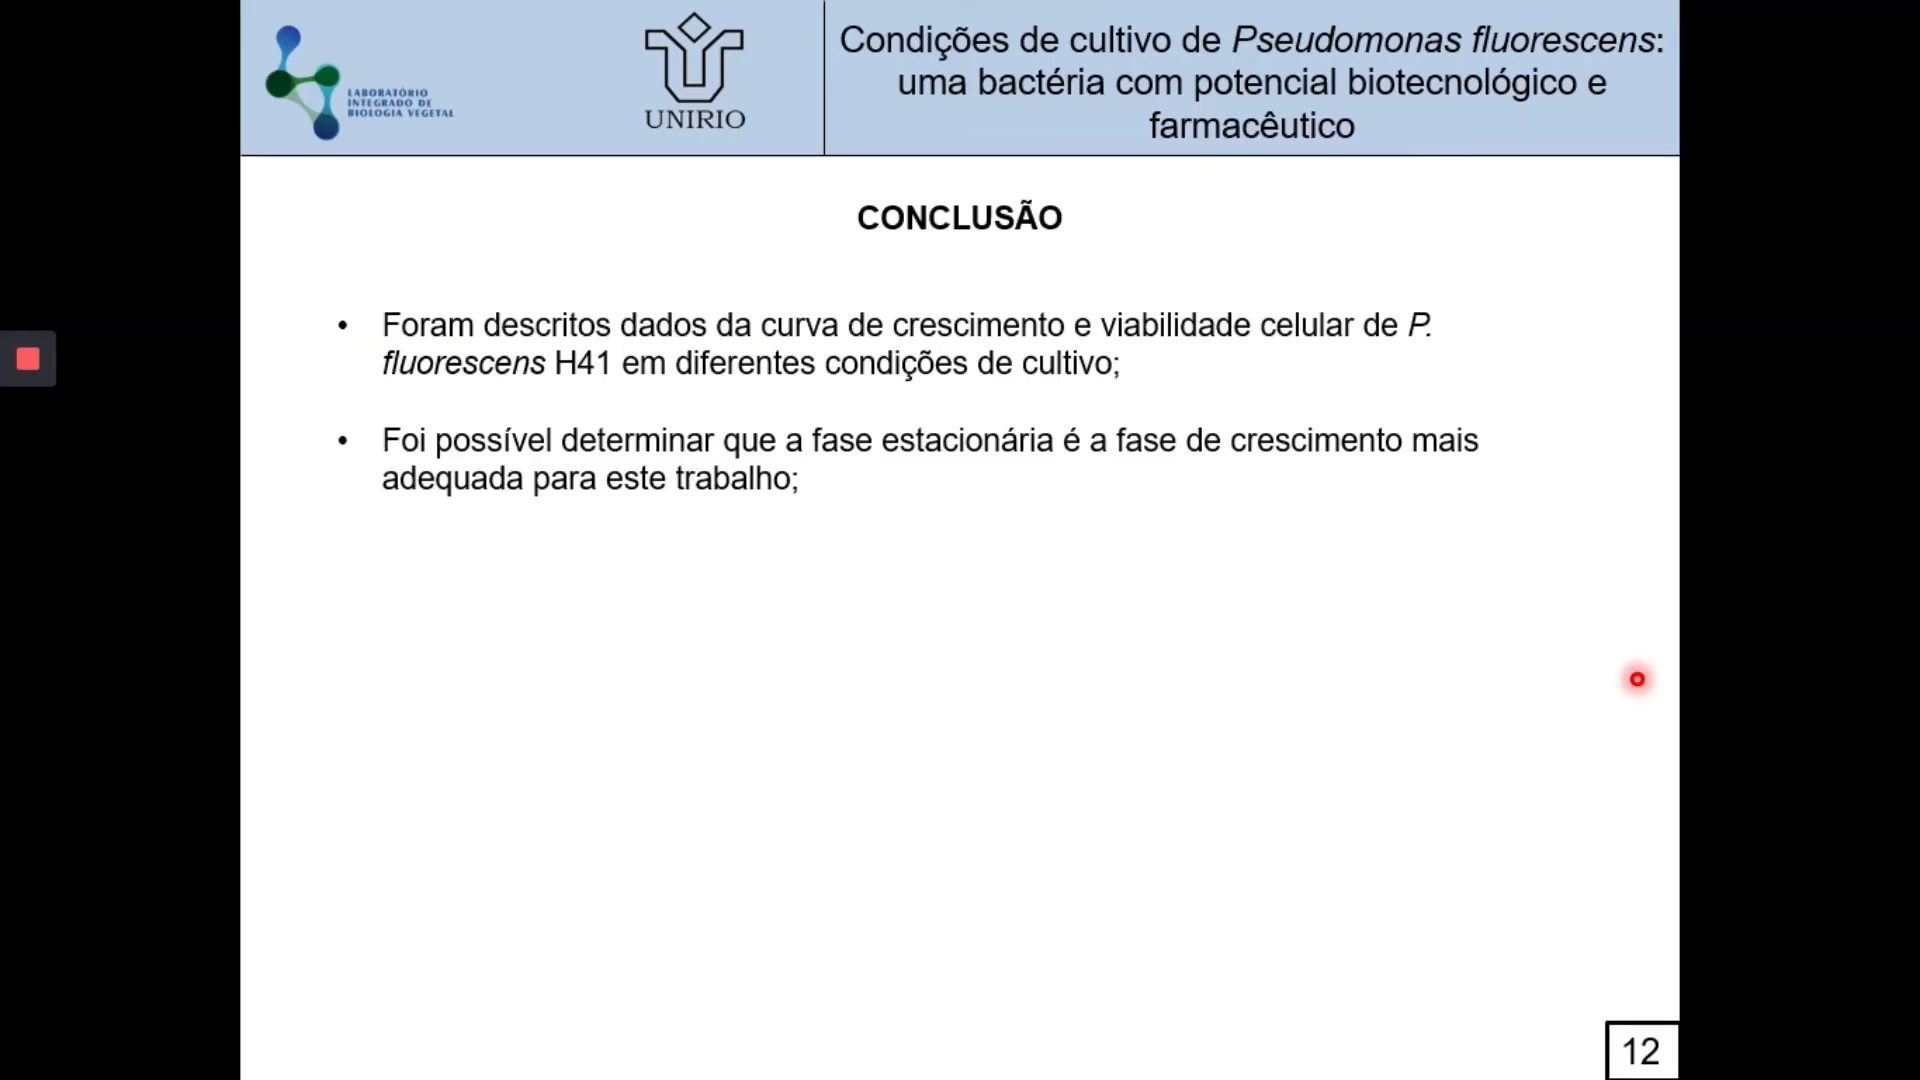 LABORATÓRIO
INTEGRADO DE
BIOLOGIA VEGETAL
UNIRIO
Condições de cultivo de Pseudomonas fluorescens:
uma bactéria com potencial biotecnológico e
farmacêutico
CONCLUSÃO
• Foram descritos dados da curva de crescimento e viabilidade celular de P.
fluorescens H41 em diferentes condições de cultivo;
• Foi possível determinar que a fase estacionária é a fase de crescimento mais
adequada para este trabalho;
12